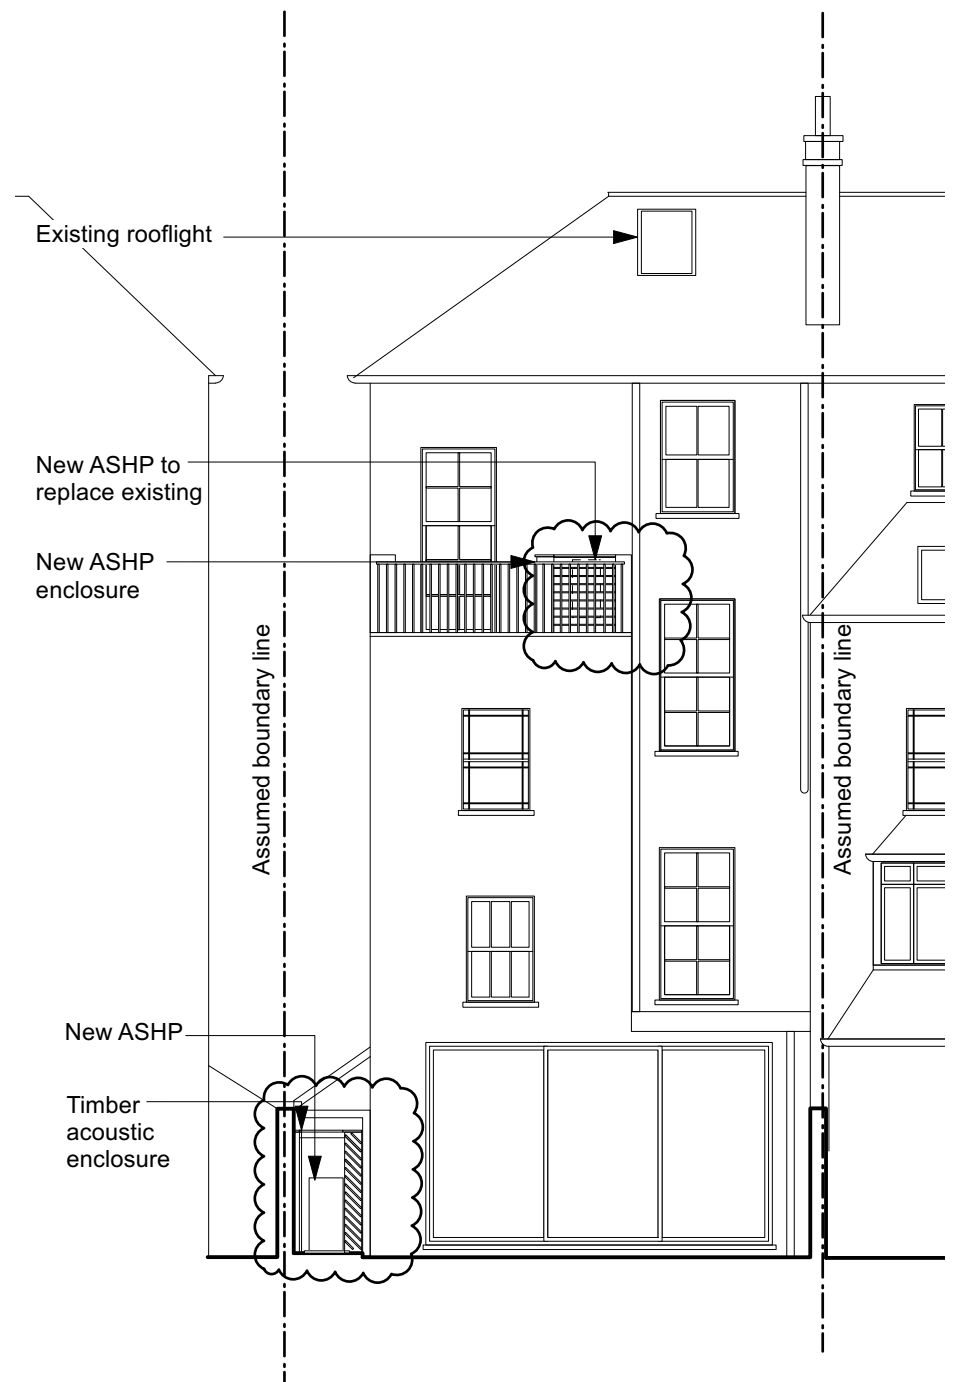 Existing rooflight
New ASHP to
replace existing
New ASHP
enclosure
Assumed boundary line
Assumed boundary line
New ASHP
Timber
acoustic
enclosure